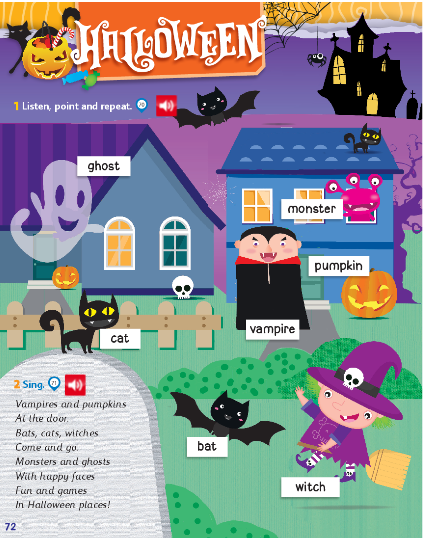 HALLOWEEN
1 Listen, point and repeat.
ghost
monster
pumpkin
vampire
cat
2 Sing.
Vampires and pumpkins
At the door.
Bats, cats, witches
Come and go.
Monsters and ghosts
With happy faces
Fun and games
In Halloween places!
bat
witch
72